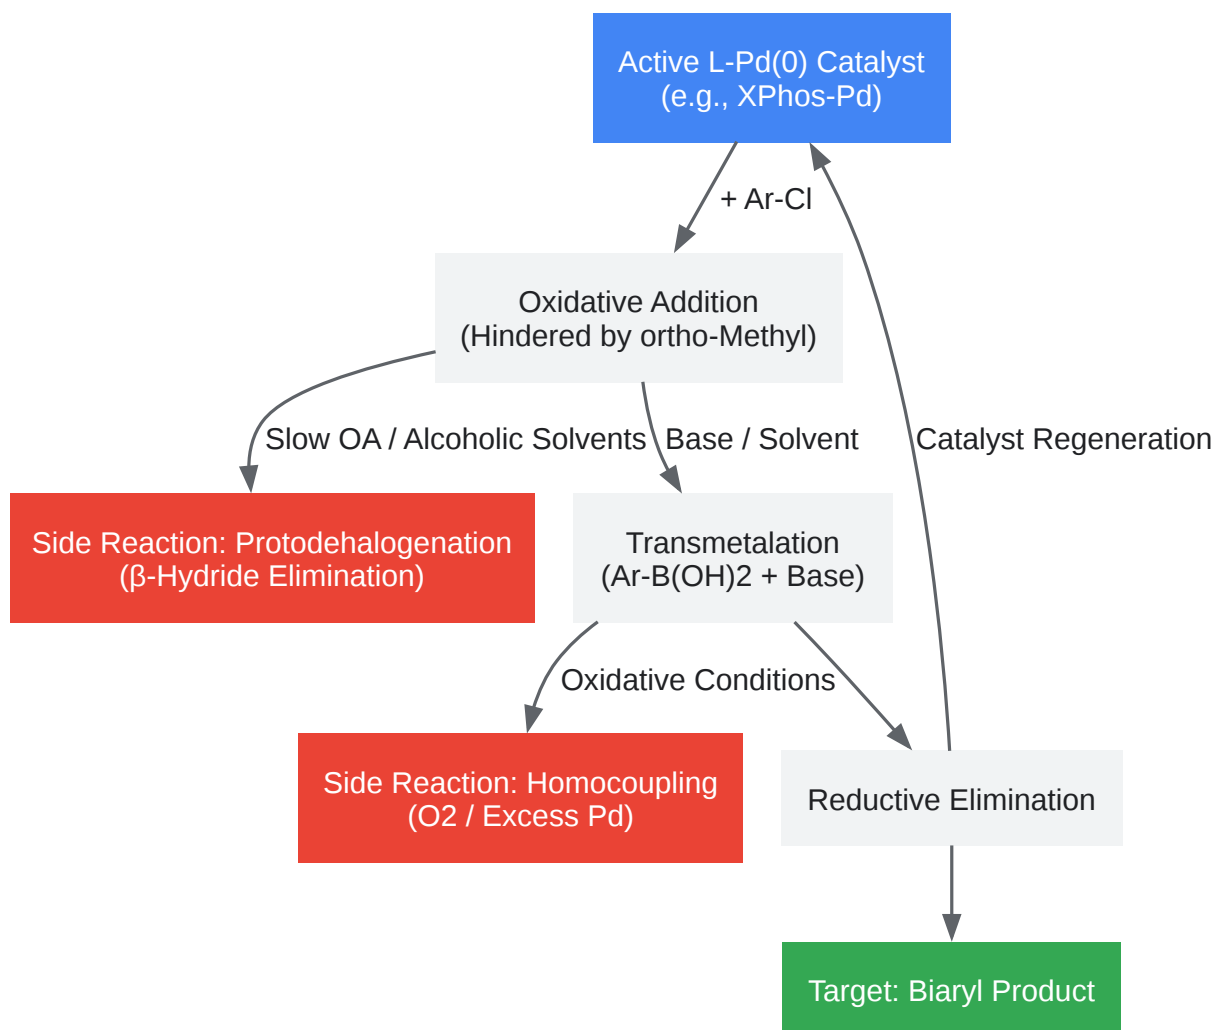 Active L-Pd(0) Catalyst
(e.g., XPhos-Pd)
+ Ar-Cl
Oxidative Addition
(Hindered by ortho-Methyl)
Slow OA / Alcoholic Solvents
Base / Solvent
Catalyst Regeneration
Side Reaction: Protodehalogenation
(β-Hydride Elimination)
Transmetalation
(Ar-B(OH)2 + Base)
Oxidative Conditions
Side Reaction: Homocoupling
(O2 / Excess Pd)
Reductive Elimination
Target: Biaryl Product